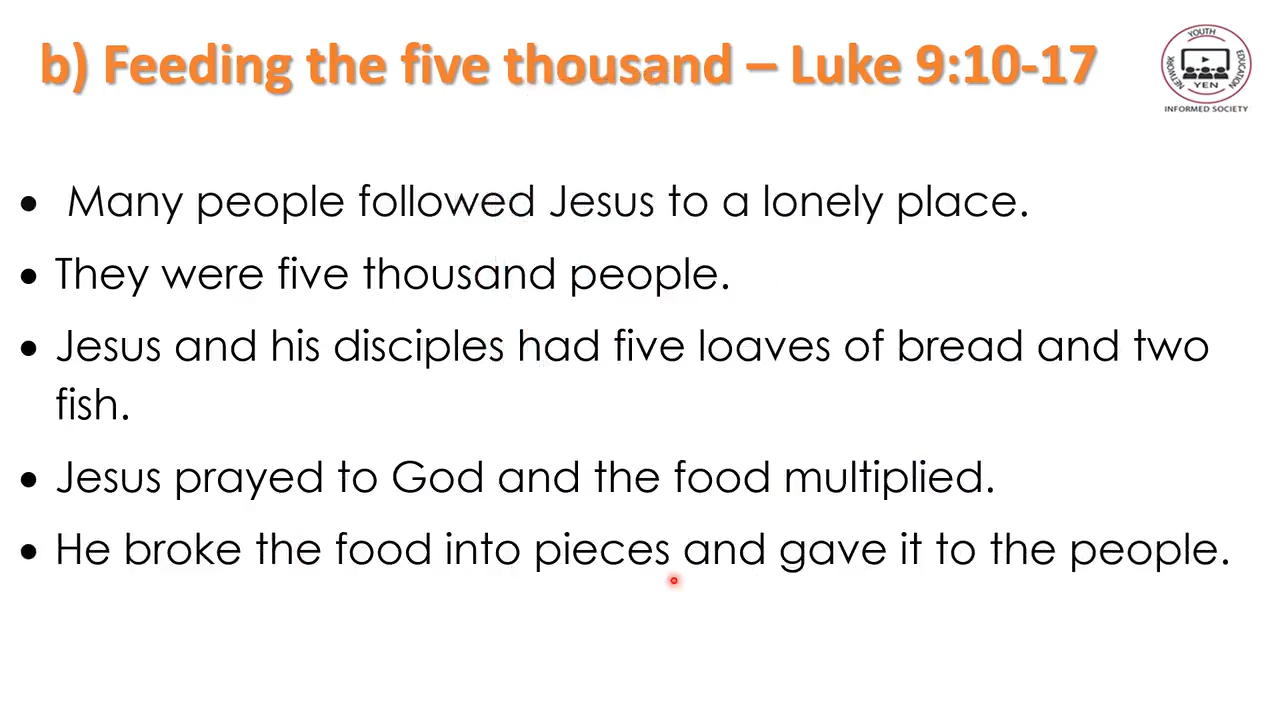 b) Feeding the five thousand – Luke 9:10-17
YOUTH
EDUCATION
NETWORK
YEN
INFORMED SOCIETY
• Many people followed Jesus to a lonely place.
• They were five thousand people.
• Jesus and his disciples had five loaves of bread and two
fish.
• Jesus prayed to God and the food multiplied.
• He broke the food into pieces and gave it to the people.